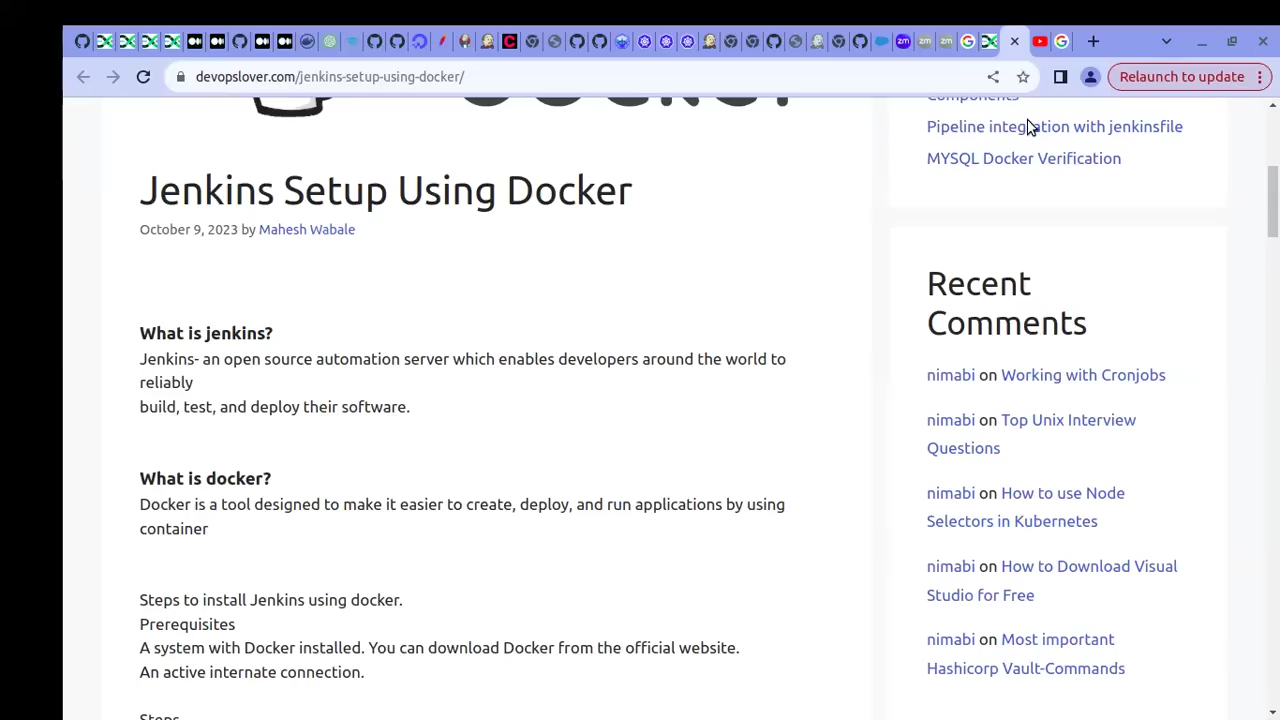 devopslover.com/jenkins-setup-using-docker/
Relaunch to update
Jenkins Setup Using Docker
October 9, 2023 by Mahesh Wabale
What is jenkins?
Jenkins- an open source automation server which enables developers around the world to
reliably
build, test, and deploy their software.
What is docker?
Docker is a tool designed to make it easier to create, deploy, and run applications by using
container
Steps to install Jenkins using docker.
Prerequisites
A system with Docker installed. You can download Docker from the official website.
An active internate connection.
Steps
Components
Pipeline integration with jenkinsfile
MYSQL Docker Verification
Recent
Comments
nimabi on Working with Cronjobs
nimabi on Top Unix Interview
Questions
nimabi on How to use Node
Selectors in Kubernetes
nimabi on How to Download Visual
Studio for Free
nimabi on Most important
Hashicorp Vault-Commands